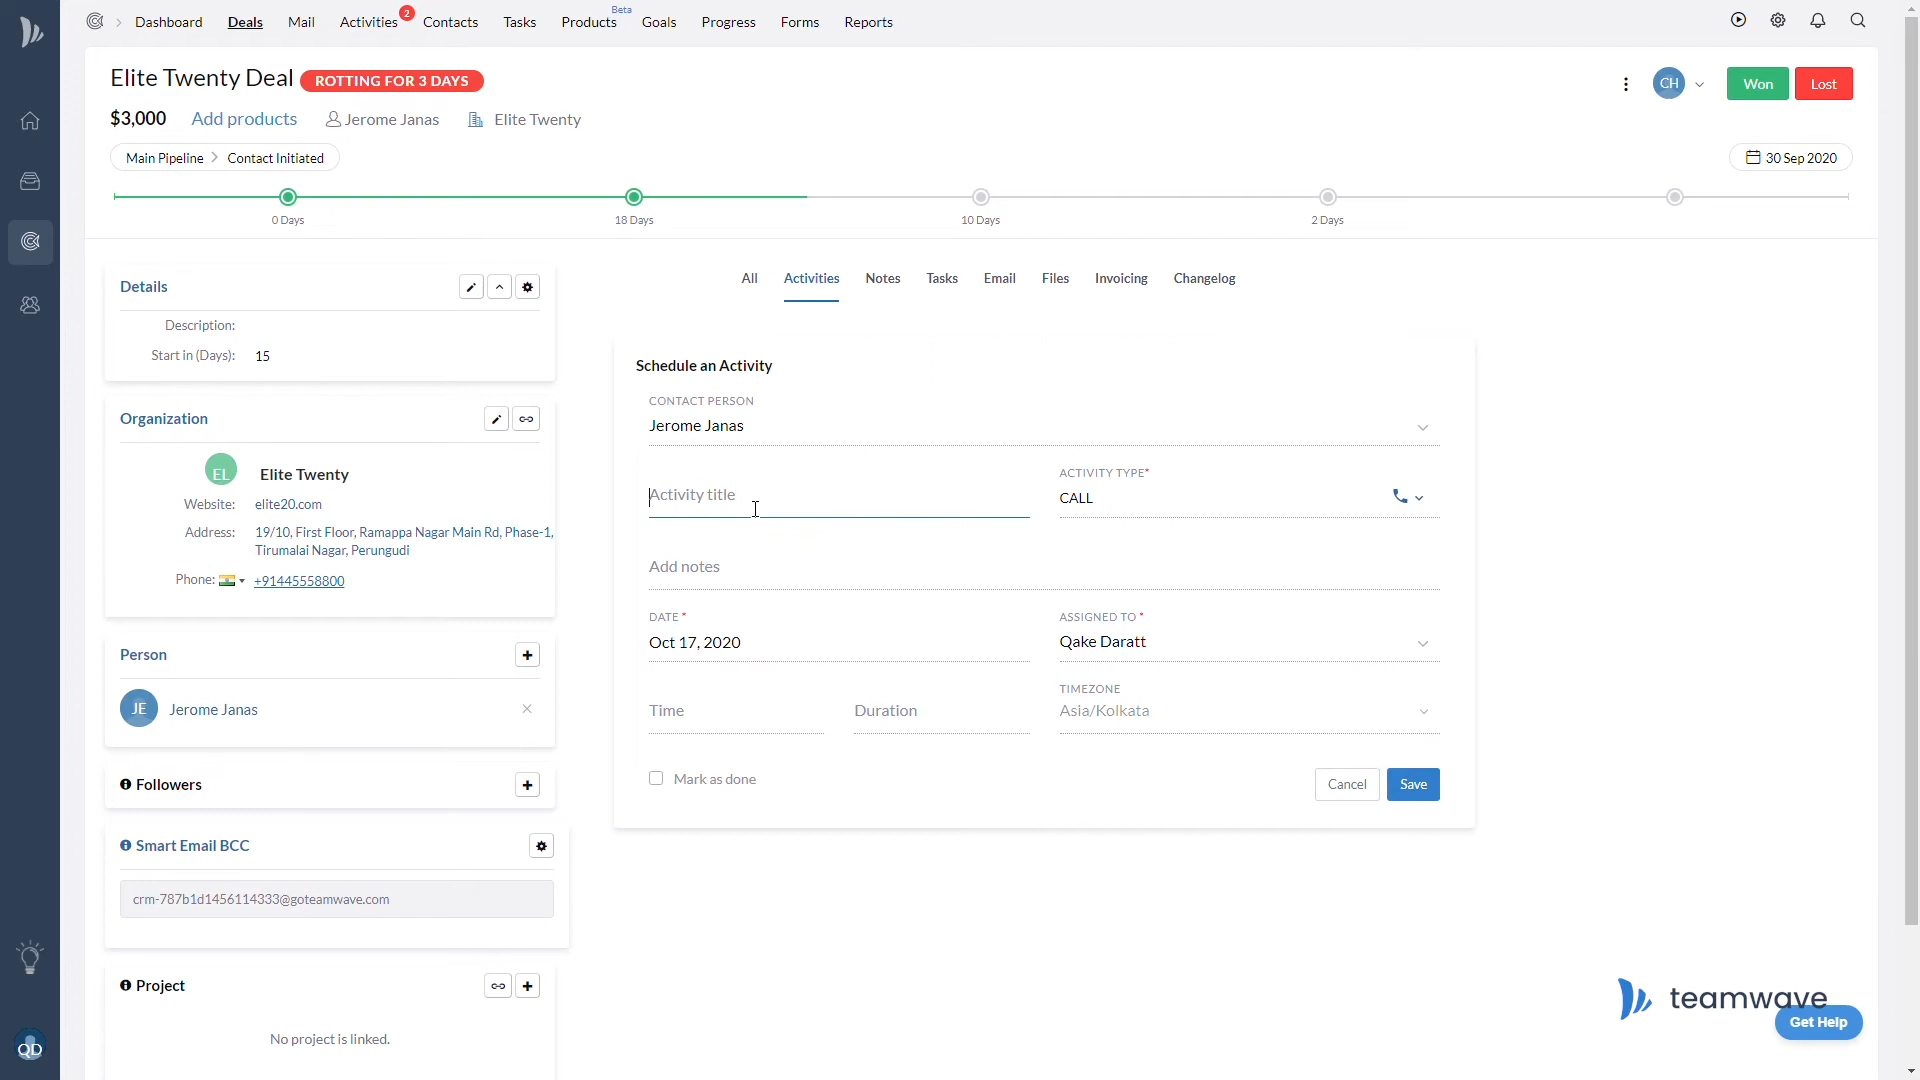 Dashboard Deals Mail Activities 2 Contacts Tasks Products Beta Goals Progress Forms Reports
Elite Twenty Deal ROTTING FOR 3 DAYS
CH Won Lost
$3,000 Add products Jerome Janas Elite Twenty
Main Pipeline Contact Initiated
30 Sep 2020
0 Days 18 Days 10 Days 2 Days
Details
Description:
Start in (Days): 15
Organization
EL Elite Twenty
Website: elite20.com
Address: 19/10, First Floor, Ramappa Nagar Main Rd, Phase-1,
Tirumalai Nagar, Perungudi
Phone: +91445558800
Person
JE Jerome Janas
Followers
Smart Email BCC
crm-787b1d1456114333@goteamwave.com
Project
No project is linked.
QD
All Activities Notes Tasks Email Files Invoicing Changelog
Schedule an Activity
CONTACT PERSON
Jerome Janas
Activity title
ACTIVITY TYPE*
CALL
Add notes
DATE *
Oct 17, 2020
ASSIGNED TO *
Qake Daratt
Time Duration
TIMEZONE
Asia/Kolkata
Mark as done
Cancel Save
teamwave
Get Help